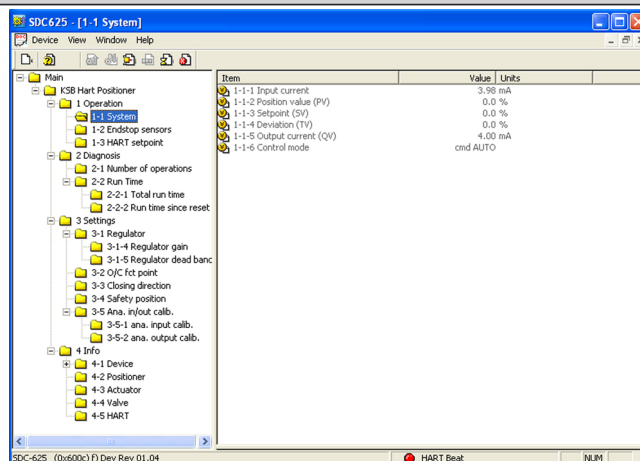 SDC625 - [1-1 System]
Device View Window Help
Main
KSB Hart Positioner
1 Operation
1-1 System
1-2 Endstop sensors
1-3 HART setpoint
2 Diagnosis
2-1 Number of operations
2-2 Run Time
2-2-1 Total run time
2-2-2 Run time since reset
3 Settings
3-1 Regulator
3-1-4 Regulator gain
3-1-5 Regulator dead banc
3-2 O/C fct point
3-3 Closing direction
3-4 Safety position
3-5 Ana. in/out calib.
3-5-1 ana. input calib.
3-5-2 ana. output calib.
4 Info
4-1 Device
4-2 Positioner
4-3 Actuator
4-4 Valve
4-5 HART
Item Value Units
1-1-1 Input current 3.98 mA
1-1-2 Position value (PV) 0.0 %
1-1-3 Setpoint (SV) 0.0 %
1-1-4 Deviation (TV) 0.0 %
1-1-5 Output current (QV) 4.00 mA
1-1-6 Control mode cmd AUTO
SDC-625 (0x600c) f) Dev Rev 01.04 HART Beat NUM